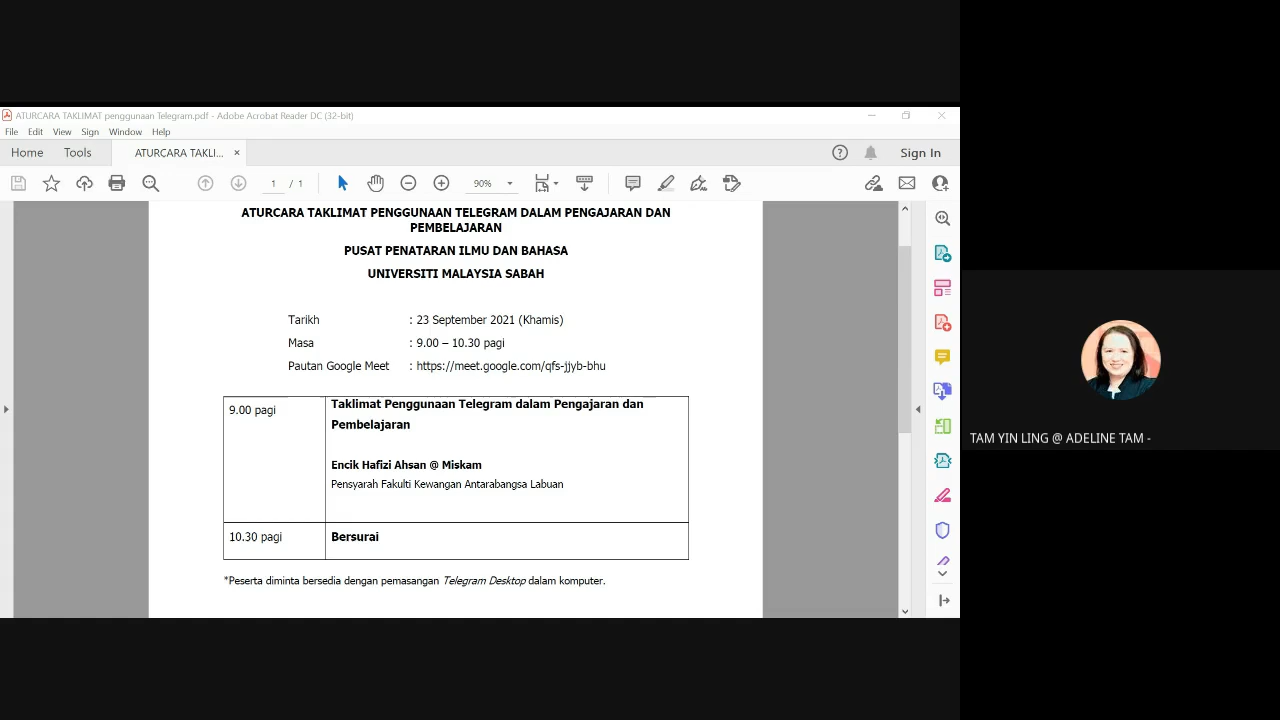 ATURCARA TAKLIMAT penggunaan Telegram.pdf - Adobe Acrobat Reader DC (32-bit)
File Edit View Sign Window Help
Home Tools ATURCARA TAKLI... × Sign In
1 / 1 90%
ATURCARA TAKLIMAT PENGGUNAAN TELEGRAM DALAM PENGAJARAN DAN
PEMBELAJARAN
PUSAT PENATARAN ILMU DAN BAHASA
UNIVERSITI MALAYSIA SABAH
Tarikh : 23 September 2021 (Khamis)
Masa : 9.00 – 10.30 pagi
Pautan Google Meet : https://meet.google.com/qfs-jjyb-bhu
9.00 pagi Taklimat Penggunaan Telegram dalam Pengajaran dan
Pembelajaran
Encik Hafizi Ahsan @ Miskam
Pensyarah Fakulti Kewangan Antarabangsa Labuan
10.30 pagi Bersurai
*Peserta diminta bersedia dengan pemasangan Telegram Desktop dalam komputer.
TAM YIN LING @ ADELINE TAM -